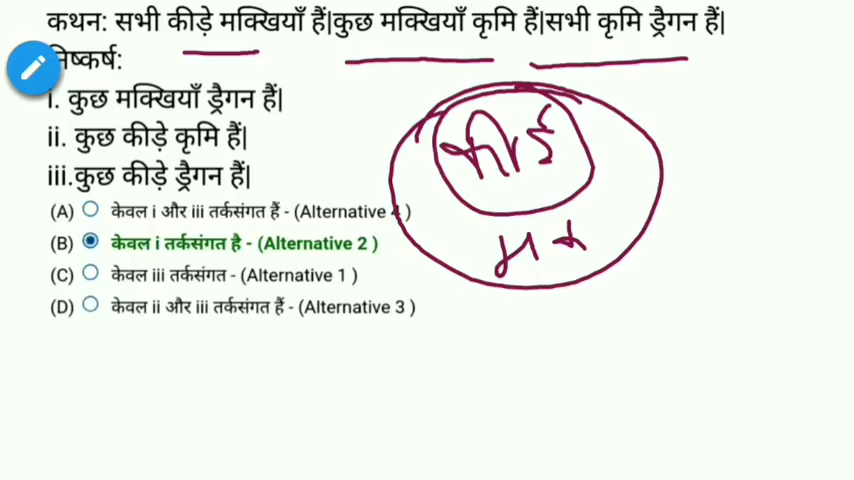 कथन: सभी कीड़े मक्खियाँ हैं|कुछ मक्खियाँ कृमि हैं|सभी कृमि ड्रैगन हैं|
निष्कर्ष:
i. कुछ मक्खियाँ ड्रैगन हैं|
ii. कुछ कीड़े कृमि हैं|
iii.कुछ कीड़े ड्रैगन हैं|
(A) केवल i और iii तर्कसंगत हैं - (Alternative 4 )
(B) केवल i तर्कसंगत है - (Alternative 2 )
(C) केवल iii तर्कसंगत - (Alternative 1 )
(D) केवल ii और iii तर्कसंगत हैं - (Alternative 3 )